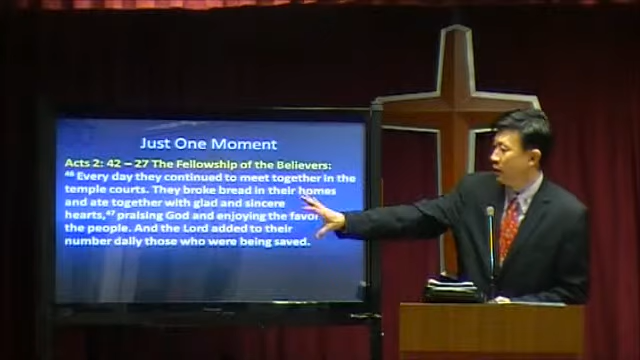 Just One Moment
Acts 2: 42 – 27 The Fellowship of the Believers:
46 Every day they continued to meet together in the
temple courts. They broke bread in their homes
and ate together with glad and sincere
hearts,47 praising God and enjoying the favor
the people. And the Lord added to their
number daily those who were being saved.